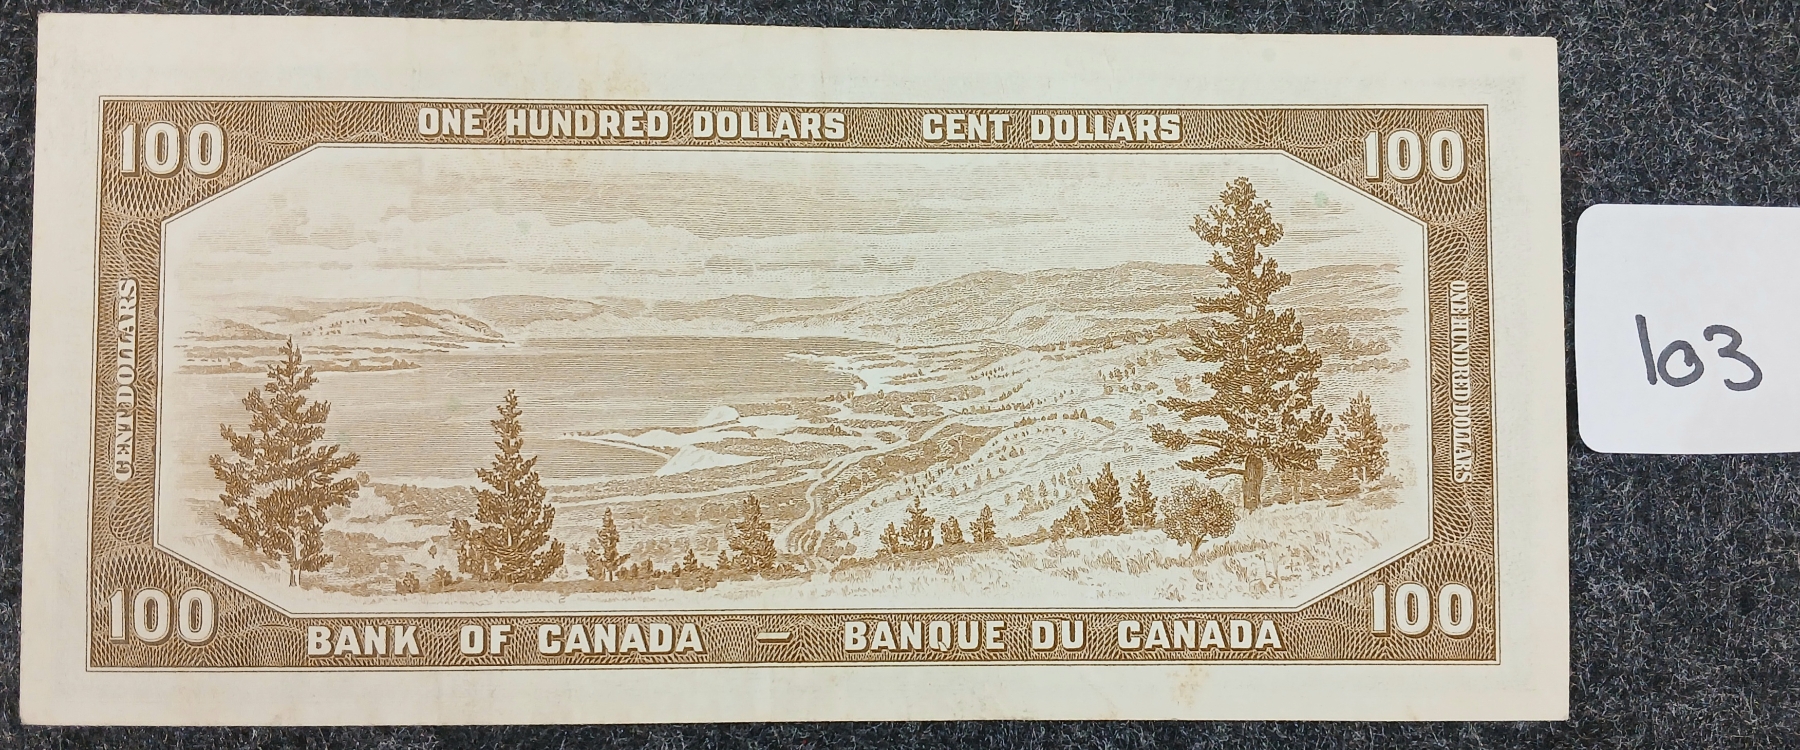 100 ONE HUNDRED DOLLARS CENT DOLLARS 100
CENT DOLLARS
ONE HUNDRED DOLLARS
103
100 BANK OF CANADA — BANQUE DU CANADA 100